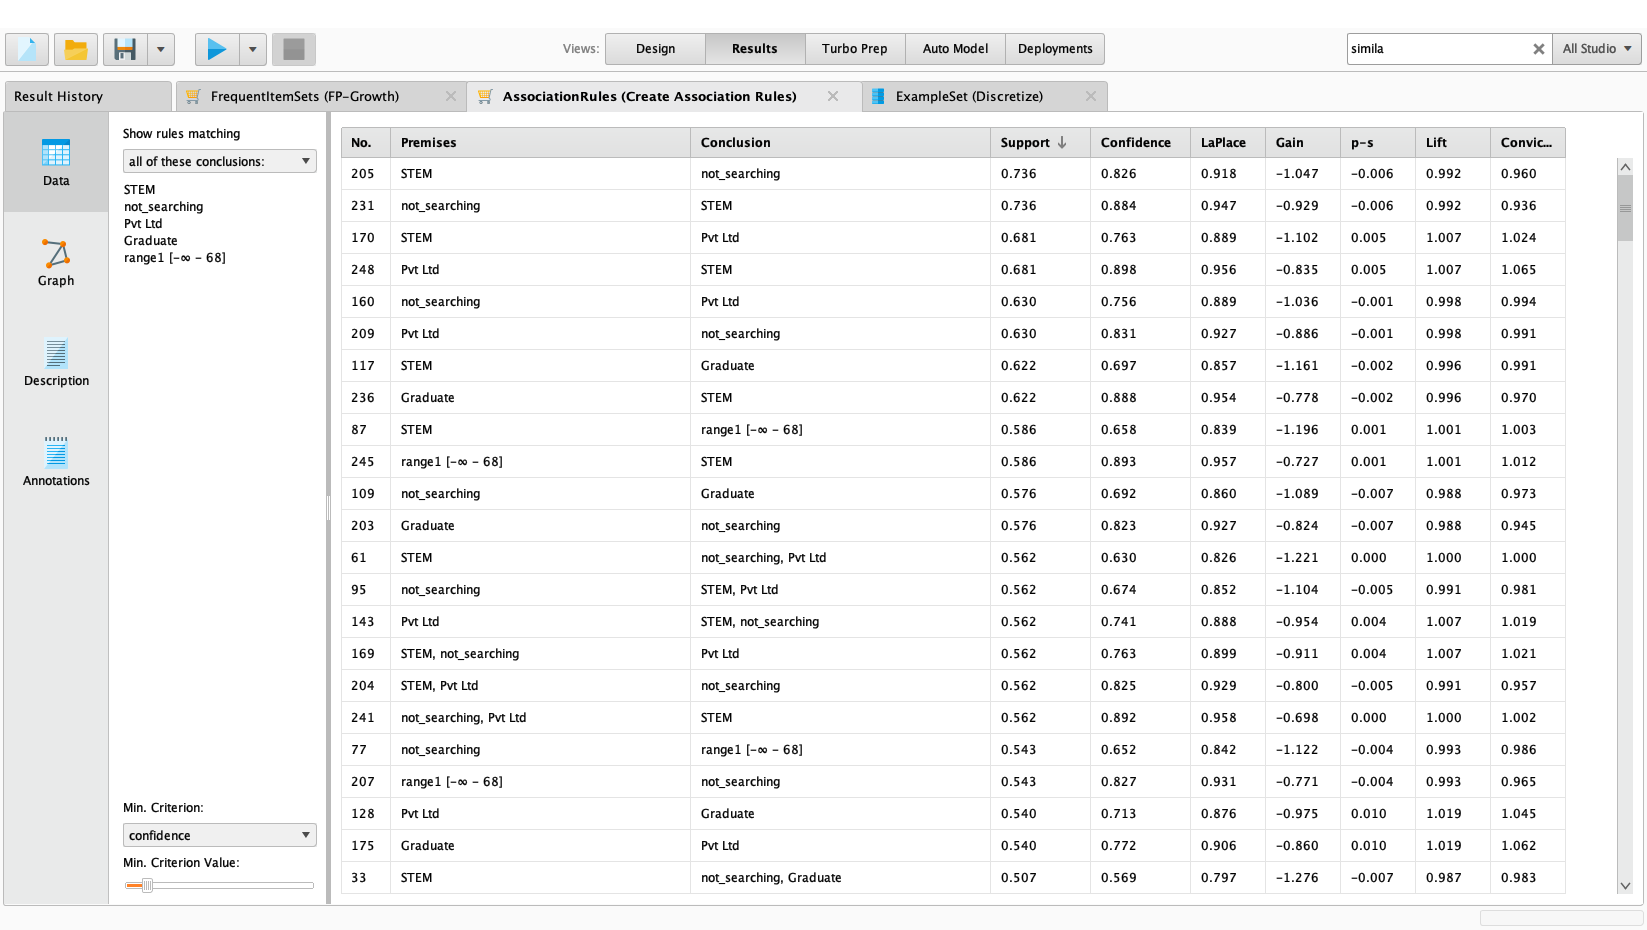 Views: Design Results Turbo Prep Auto Model Deployments simila All Studio
Result History FrequentItemSets (FP-Growth) AssociationRules (Create Association Rules) ExampleSet (Discretize)
Data
Graph
Description
Annotations
Show rules matching
all of these conclusions:
STEM
not_searching
Pvt Ltd
Graduate
range1 [-∞ - 68]
Min. Criterion:
confidence
Min. Criterion Value:
No. Premises Conclusion Support ↓ Confidence LaPlace Gain p-s Lift Convic...
205 STEM not_searching 0.736 0.826 0.918 -1.047 -0.006 0.992 0.960
231 not_searching STEM 0.736 0.884 0.947 -0.929 -0.006 0.992 0.936
170 STEM Pvt Ltd 0.681 0.763 0.889 -1.102 0.005 1.007 1.024
248 Pvt Ltd STEM 0.681 0.898 0.956 -0.835 0.005 1.007 1.065
160 not_searching Pvt Ltd 0.630 0.756 0.889 -1.036 -0.001 0.998 0.994
209 Pvt Ltd not_searching 0.630 0.831 0.927 -0.886 -0.001 0.998 0.991
117 STEM Graduate 0.622 0.697 0.857 -1.161 -0.002 0.996 0.991
236 Graduate STEM 0.622 0.888 0.954 -0.778 -0.002 0.996 0.970
87 STEM range1 [-∞ - 68] 0.586 0.658 0.839 -1.196 0.001 1.001 1.003
245 range1 [-∞ - 68] STEM 0.586 0.893 0.957 -0.727 0.001 1.001 1.012
109 not_searching Graduate 0.576 0.692 0.860 -1.089 -0.007 0.988 0.973
203 Graduate not_searching 0.576 0.823 0.927 -0.824 -0.007 0.988 0.945
61 STEM not_searching, Pvt Ltd 0.562 0.630 0.826 -1.221 0.000 1.000 1.000
95 not_searching STEM, Pvt Ltd 0.562 0.674 0.852 -1.104 -0.005 0.991 0.981
143 Pvt Ltd STEM, not_searching 0.562 0.741 0.888 -0.954 0.004 1.007 1.019
169 STEM, not_searching Pvt Ltd 0.562 0.763 0.899 -0.911 0.004 1.007 1.021
204 STEM, Pvt Ltd not_searching 0.562 0.825 0.929 -0.800 -0.005 0.991 0.957
241 not_searching, Pvt Ltd STEM 0.562 0.892 0.958 -0.698 0.000 1.000 1.002
77 not_searching range1 [-∞ - 68] 0.543 0.652 0.842 -1.122 -0.004 0.993 0.986
207 range1 [-∞ - 68] not_searching 0.543 0.827 0.931 -0.771 -0.004 0.993 0.965
128 Pvt Ltd Graduate 0.540 0.713 0.876 -0.975 0.010 1.019 1.045
175 Graduate Pvt Ltd 0.540 0.772 0.906 -0.860 0.010 1.019 1.062
33 STEM not_searching, Graduate 0.507 0.569 0.797 -1.276 -0.007 0.987 0.983